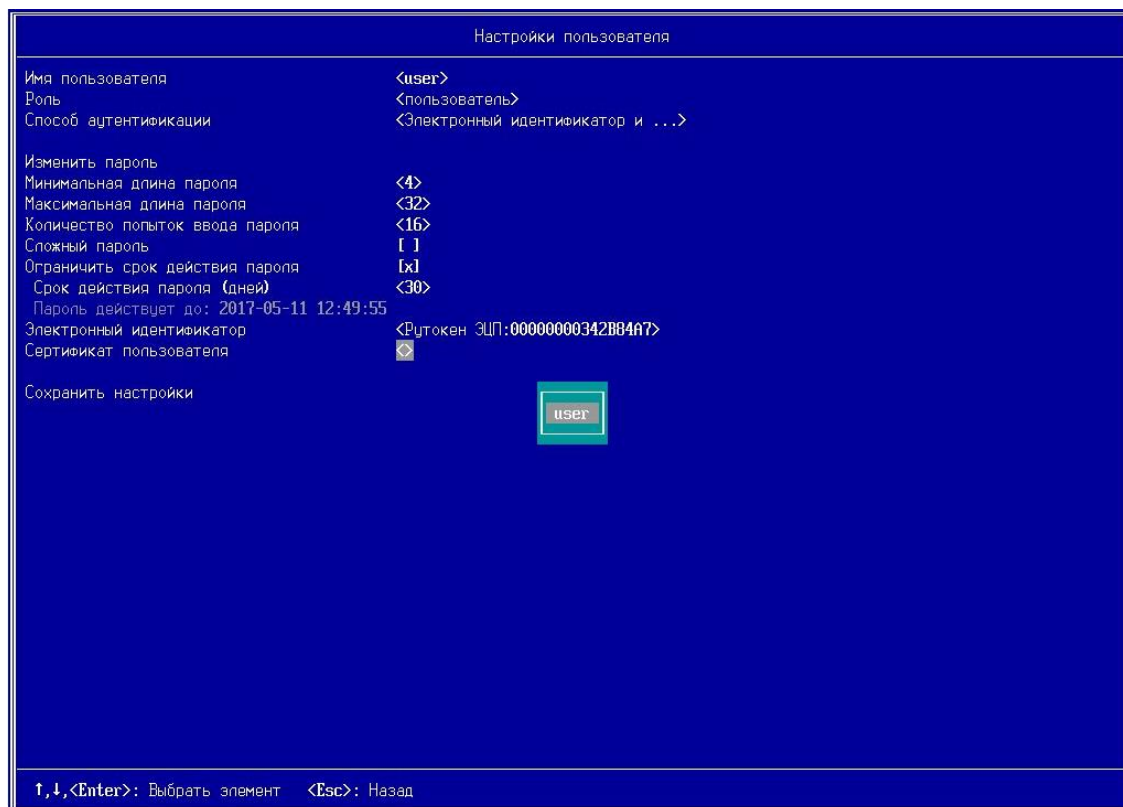 Настройки пользователя
Имя пользователя <user>
Роль <пользователь>
Способ аутентификации <Электронный идентификатор и ...>
Изменить пароль
Минимальная длина пароля <4>
Максимальная длина пароля <32>
Количество попыток ввода пароля <16>
Сложный пароль [ ]
Ограничить срок действия пароля [x]
Срок действия пароля (дней) <30>
Пароль действует до: 2017-05-11 12:49:55
Электронный идентификатор <Рутокен ЭЦП:00000000342B84A7>
Сертификат пользователя <>
Сохранить настройки
user
↑,↓,<Enter>: Выбрать элемент <Esc>: Назад